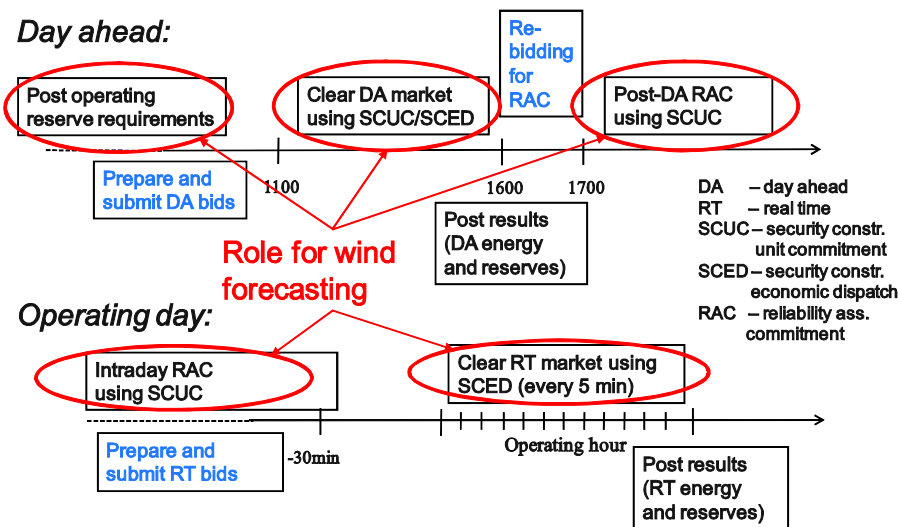 Day ahead:
Re-
bidding
for
RAC
Post operating
reserve requirements
Clear DA market
using SCUC/SCED
Post-DA RAC
using SCUC
Prepare and
submit DA bids
1100
1600
1700
Post results
(DA energy
and reserves)
DA – day ahead
RT – real time
SCUC – security constr.
unit commitment
SCED – security constr.
economic dispatch
RAC – reliability ass.
commitment
Role for wind
forecasting
Operating day:
Intraday RAC
using SCUC
Clear RT market using
SCED (every 5 min)
Prepare and
submit RT bids
-30min
Operating hour
Post results
(RT energy
and reserves)